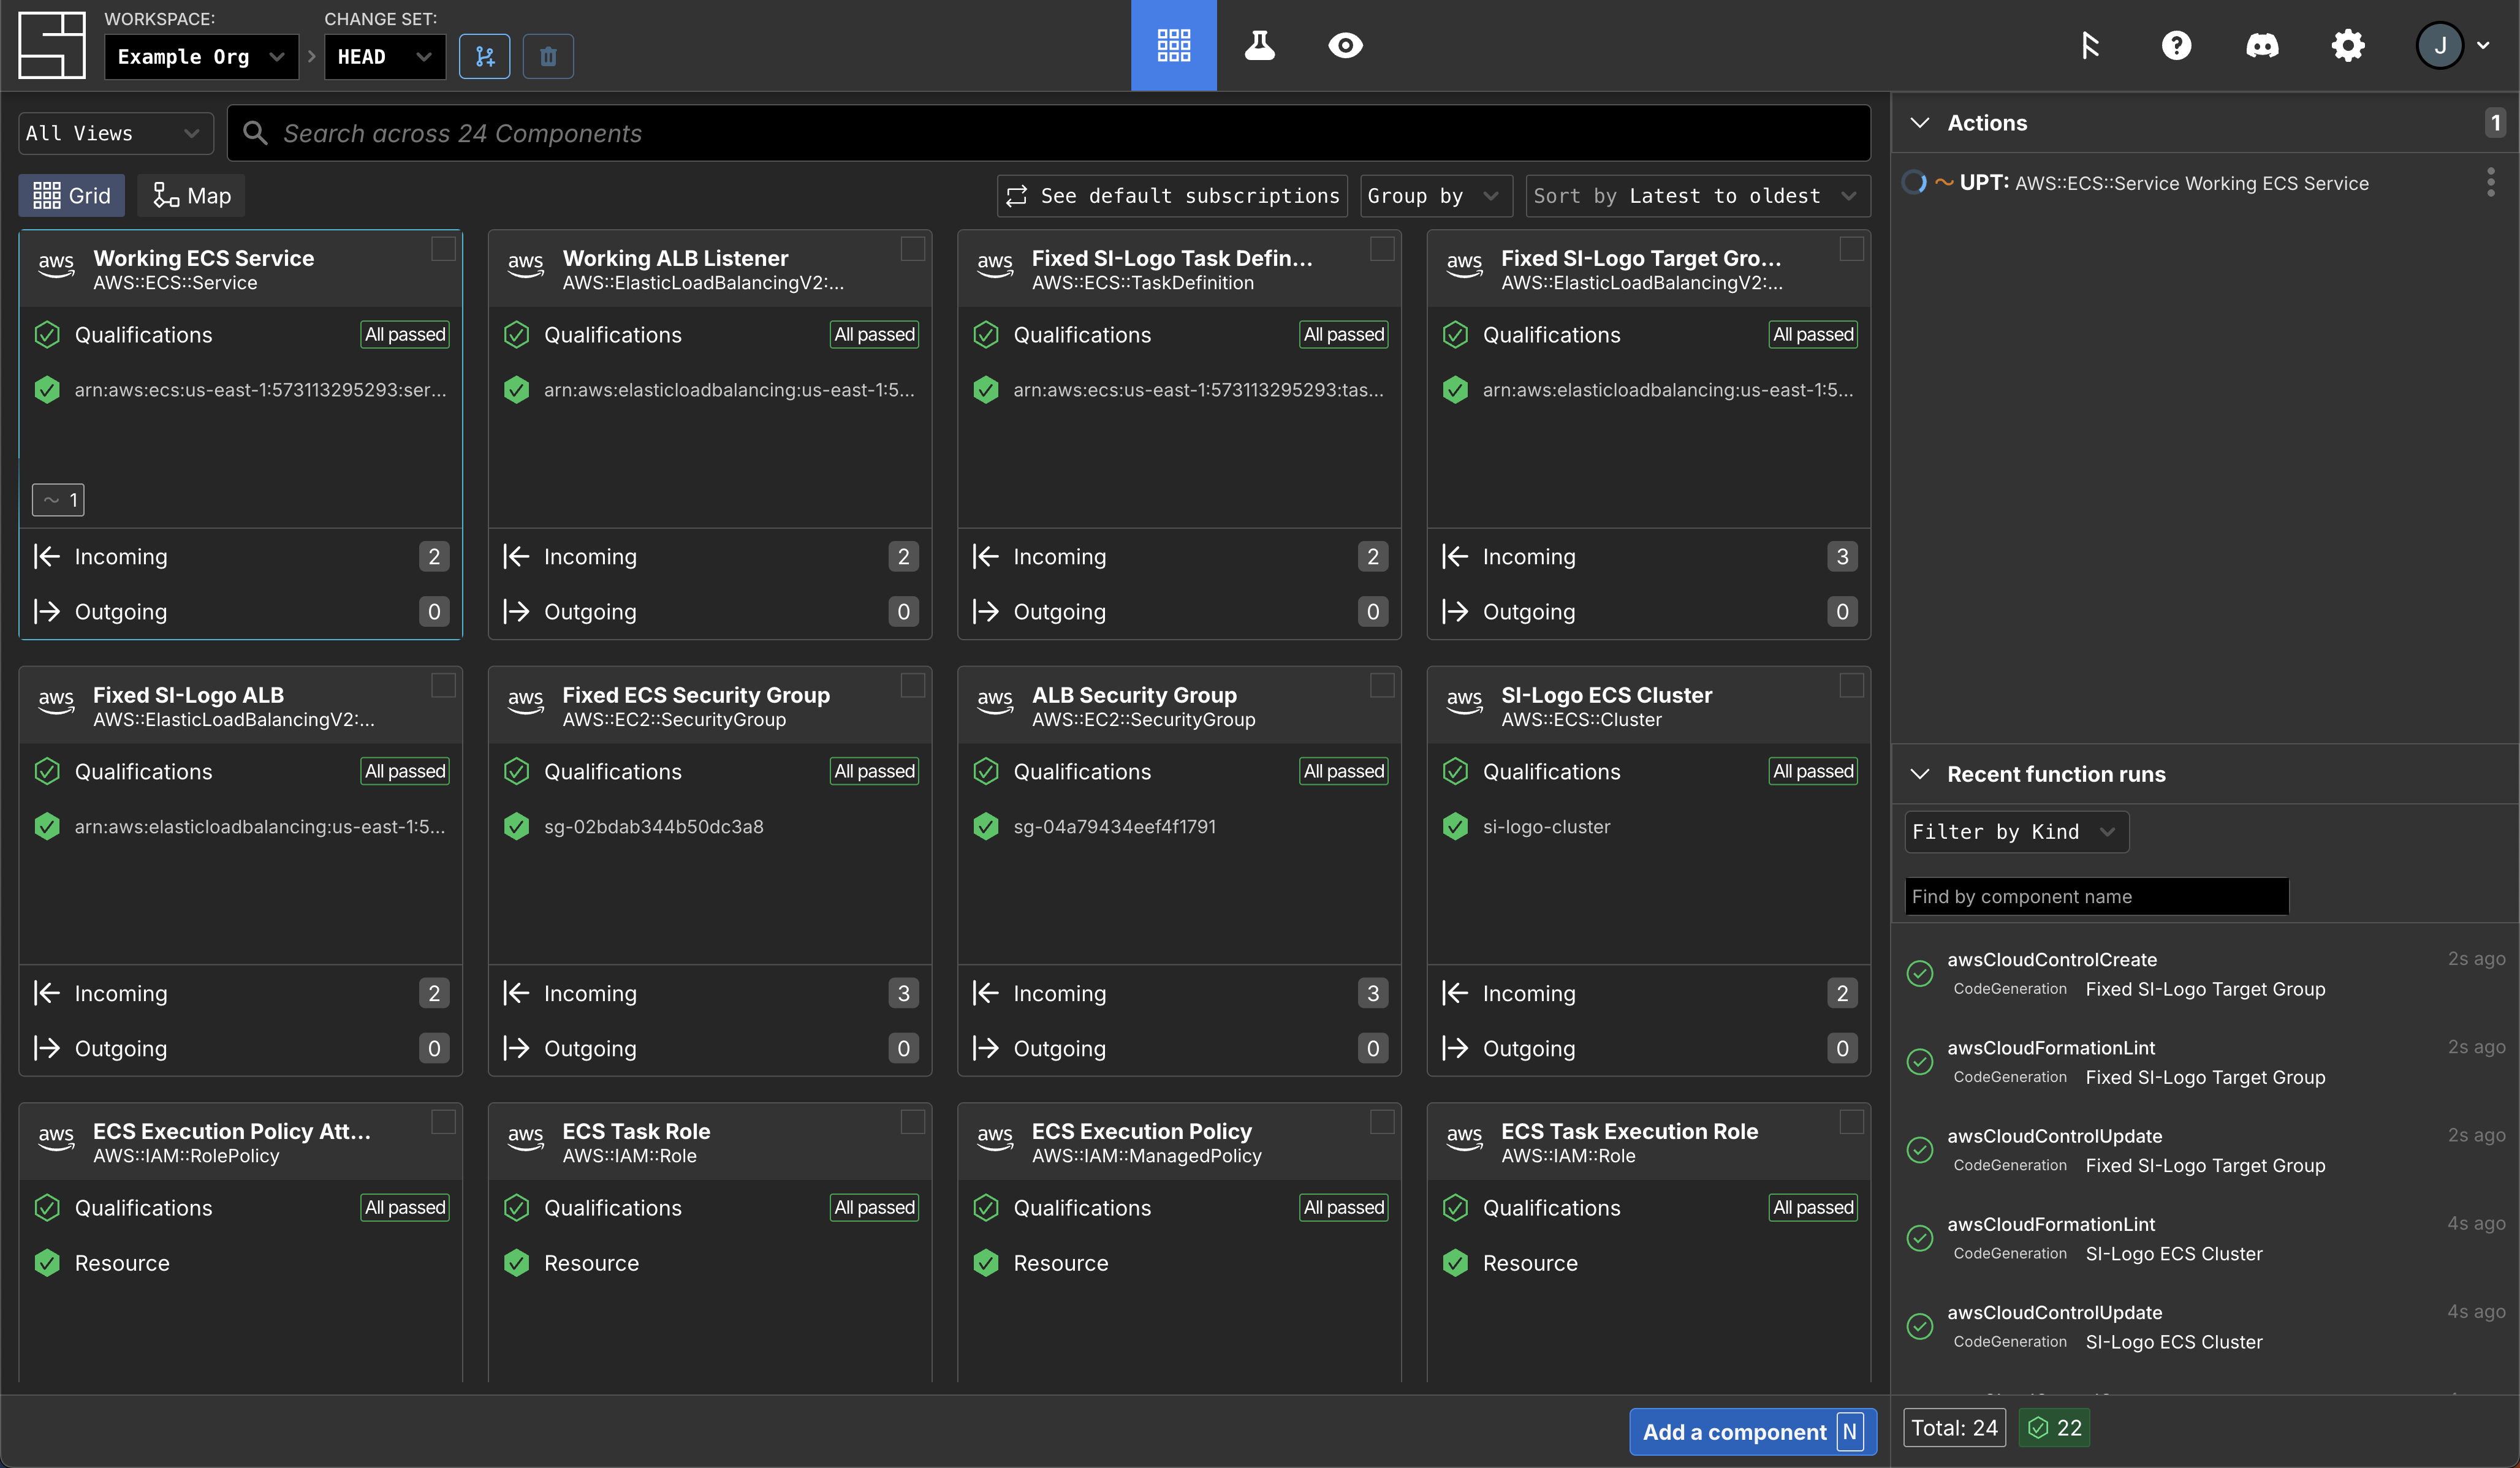 WORKSPACE:
CHANGE SET:
Example Org
HEAD
J
All Views
Search across 24 Components
Grid
Map
See default subscriptions
Group by
Sort by Latest to oldest
aws
Working ECS Service
AWS::ECS::Service
Qualifications
All passed
arn:aws:ecs:us-east-1:573113295293:ser...
~ 1
Incoming
2
Outgoing
0
aws
Working ALB Listener
AWS::ElasticLoadBalancingV2:...
Qualifications
All passed
arn:aws:elasticloadbalancing:us-east-1:5...
Incoming
2
Outgoing
0
aws
Fixed SI-Logo Task Defin...
AWS::ECS::TaskDefinition
Qualifications
All passed
arn:aws:ecs:us-east-1:573113295293:tas...
Incoming
2
Outgoing
0
aws
Fixed SI-Logo Target Gro...
AWS::ElasticLoadBalancingV2:...
Qualifications
All passed
arn:aws:elasticloadbalancing:us-east-1:5...
Incoming
3
Outgoing
0
aws
Fixed SI-Logo ALB
AWS::ElasticLoadBalancingV2:...
Qualifications
All passed
arn:aws:elasticloadbalancing:us-east-1:5...
Incoming
2
Outgoing
0
aws
Fixed ECS Security Group
AWS::EC2::SecurityGroup
Qualifications
All passed
sg-02bdab344b50dc3a8
Incoming
3
Outgoing
0
aws
ALB Security Group
AWS::EC2::SecurityGroup
Qualifications
All passed
sg-04a79434eef4f1791
Incoming
3
Outgoing
0
aws
SI-Logo ECS Cluster
AWS::ECS::Cluster
Qualifications
All passed
si-logo-cluster
Incoming
2
Outgoing
0
aws
ECS Execution Policy Att...
AWS::IAM::RolePolicy
Qualifications
All passed
Resource
aws
ECS Task Role
AWS::IAM::Role
Qualifications
All passed
Resource
aws
ECS Execution Policy
AWS::IAM::ManagedPolicy
Qualifications
All passed
Resource
aws
ECS Task Execution Role
AWS::IAM::Role
Qualifications
All passed
Resource
Add a component N
Actions
1
~ UPT: AWS::ECS::Service Working ECS Service
Recent function runs
Filter by Kind
Find by component name
awsCloudControlCreate
2s ago
CodeGeneration Fixed SI-Logo Target Group
awsCloudFormationLint
2s ago
CodeGeneration Fixed SI-Logo Target Group
awsCloudControlUpdate
2s ago
CodeGeneration Fixed SI-Logo Target Group
awsCloudFormationLint
4s ago
CodeGeneration SI-Logo ECS Cluster
awsCloudControlUpdate
4s ago
CodeGeneration SI-Logo ECS Cluster
Total: 24
22